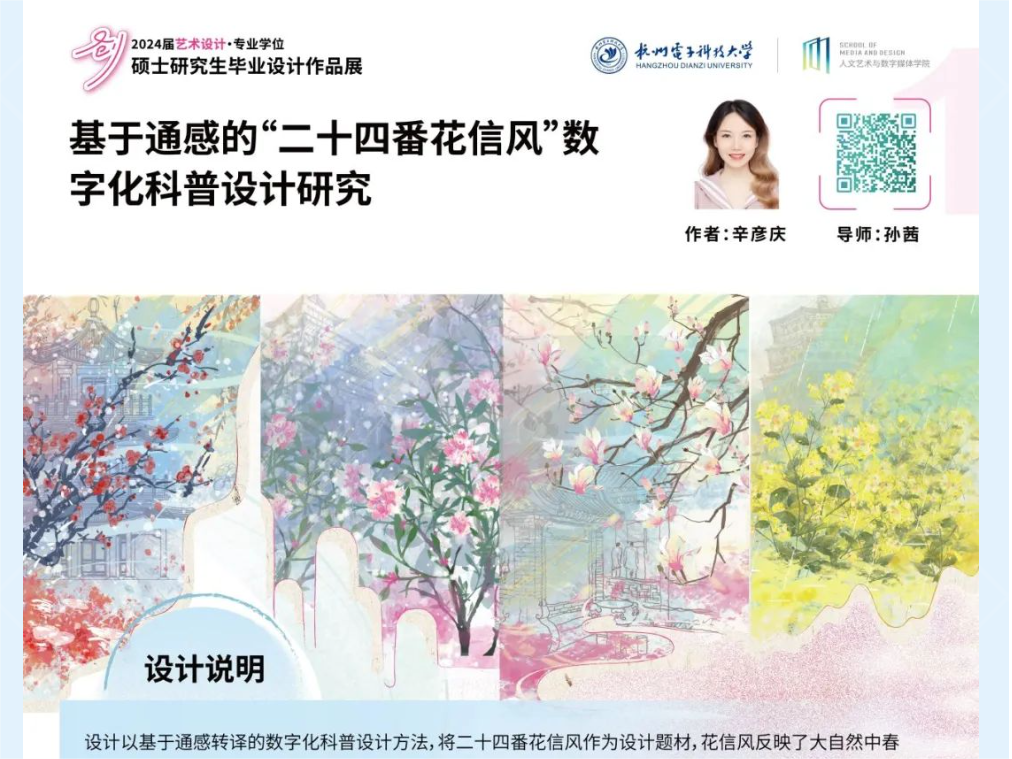 创
2024届艺术设计·专业学位
硕士研究生毕业设计作品展
杭州电子科技大学
HANGZHOU DIANZI UNIVERSITY
SCHOOL OF
MEDIA AND DESIGN
人文艺术与数字媒体学院
基于通感的“二十四番花信风”数
字化科普设计研究
作者：辛彦庆
导师：孙茜
设计说明
设计以基于通感转译的数字化科普设计方法，将二十四番花信风作为设计题材，花信风反映了大自然中春